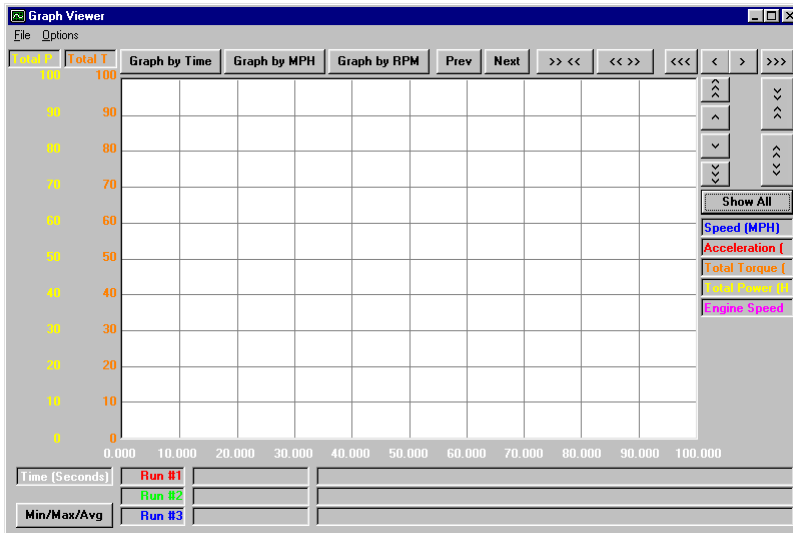 Graph Viewer
File Options
Total P Total T Graph by Time Graph by MPH Graph by RPM Prev Next >> << << >> <<< < > >>>
100 100
90 90
80 80
70 70
60 60
50 50
40 40
30 30
20 20
10 10
0 0
0.000 10.000 20.000 30.000 40.000 50.000 60.000 70.000 80.000 90.000 100.000
Show All
Speed (MPH)
Acceleration (
Total Torque (
Total Power (H
Engine Speed
Time (Seconds) Run #1
Run #2
Min/Max/Avg Run #3